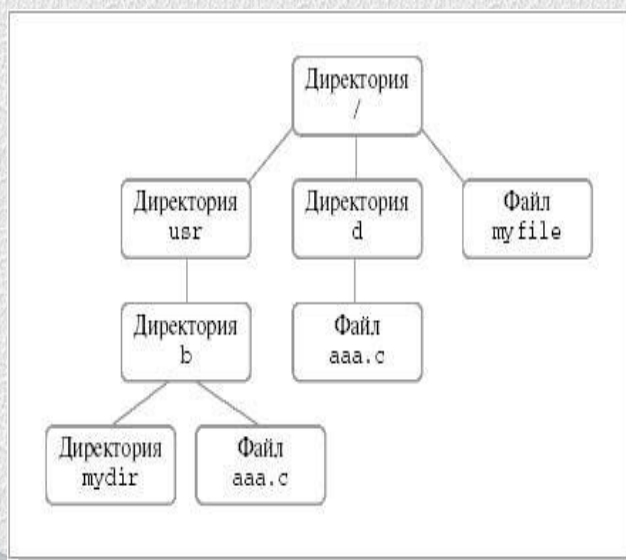 Директория
/
Директория
usr
Директория
d
Файл
myfile
Директория
b
Файл
aaa.c
Директория
mydir
Файл
aaa.c